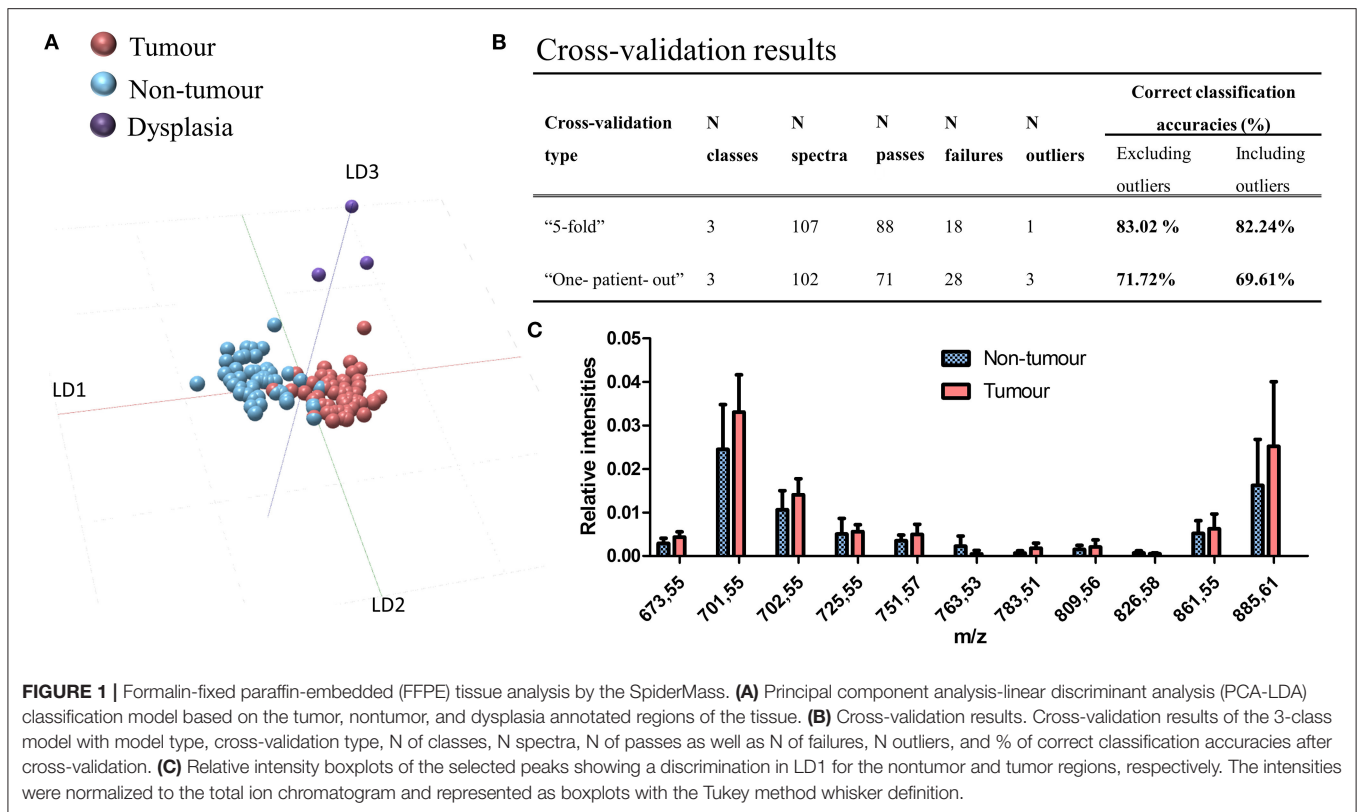 A
Tumour
Non-tumour
Dysplasia
LD3
LD1
LD2
B
Cross-validation results
Cross-validation type N classes N spectra N passes N failures N outliers Correct classification accuracies (%)
Excluding outliers Including outliers
“5-fold” 3 107 88 18 1 83.02 % 82.24%
“One- patient- out” 3 102 71 28 3 71.72% 69.61%
C
Relative intensities
0.05
0.04
0.03
0.02
0.01
0.00
Non-tumour
Tumour
673,55 701,55 702,55 725,55 751,57 763,53 783,51 809,56 826,58 861,55 885,61
m/z
FIGURE 1 | Formalin-fixed paraffin-embedded (FFPE) tissue analysis by the SpiderMass. (A) Principal component analysis-linear discriminant analysis (PCA-LDA)
classification model based on the tumor, nontumor, and dysplasia annotated regions of the tissue. (B) Cross-validation results. Cross-validation results of the 3-class
model with model type, cross-validation type, N of classes, N spectra, N of passes as well as N of failures, N outliers, and % of correct classification accuracies after
cross-validation. (C) Relative intensity boxplots of the selected peaks showing a discrimination in LD1 for the nontumor and tumor regions, respectively. The intensities
were normalized to the total ion chromatogram and represented as boxplots with the Tukey method whisker definition.